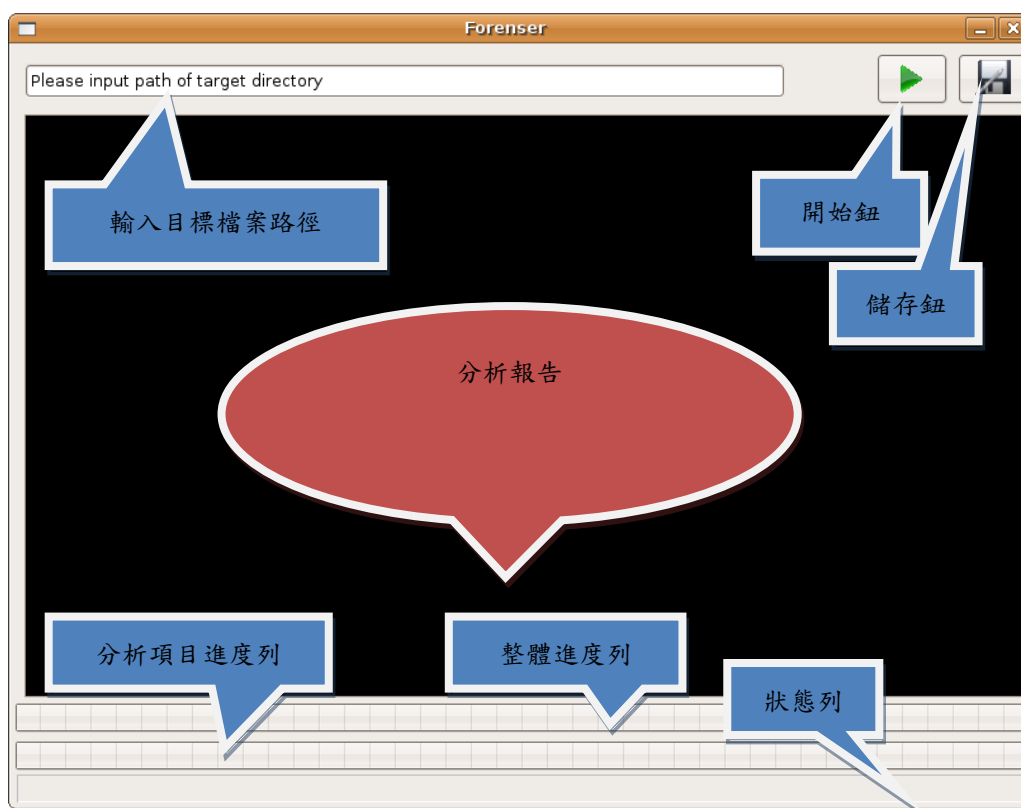 Forenser
Please input path of target directory
輸入目標檔案路徑
開始鈕
儲存鈕
分析報告
分析項目進度列
整體進度列
狀態列